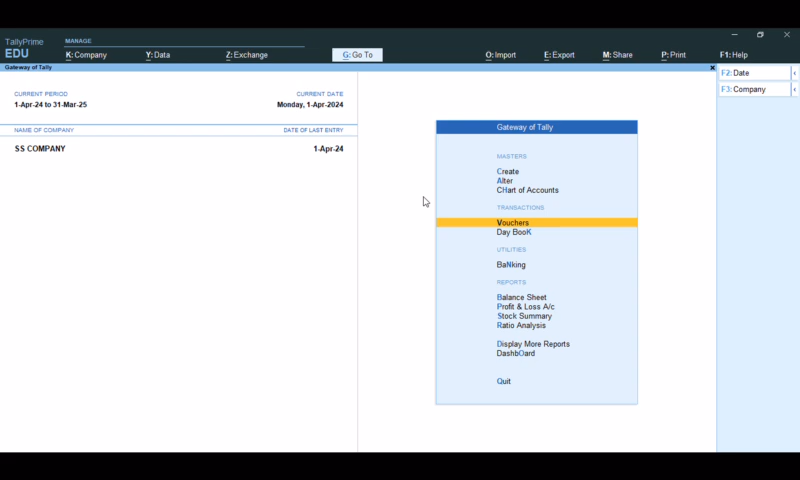 TallyPrime
EDU
MANAGE
K: Company
Y: Data
Z: Exchange
G: Go To
O: Import
E: Export
M: Share
P: Print
F1: Help
Gateway of Tally
CURRENT PERIOD
CURRENT DATE
1-Apr-24 to 31-Mar-25
Monday, 1-Apr-2024
NAME OF COMPANY
DATE OF LAST ENTRY
SS COMPANY
1-Apr-24
Gateway of Tally
MASTERS
Create
Alter
CHart of Accounts
TRANSACTIONS
Vouchers
Day BooK
UTILITIES
BaNking
REPORTS
Balance Sheet
Profit & Loss A/c
Stock Summary
Ratio Analysis
Display More Reports
DashbOard
Quit
F2: Date
F3: Company